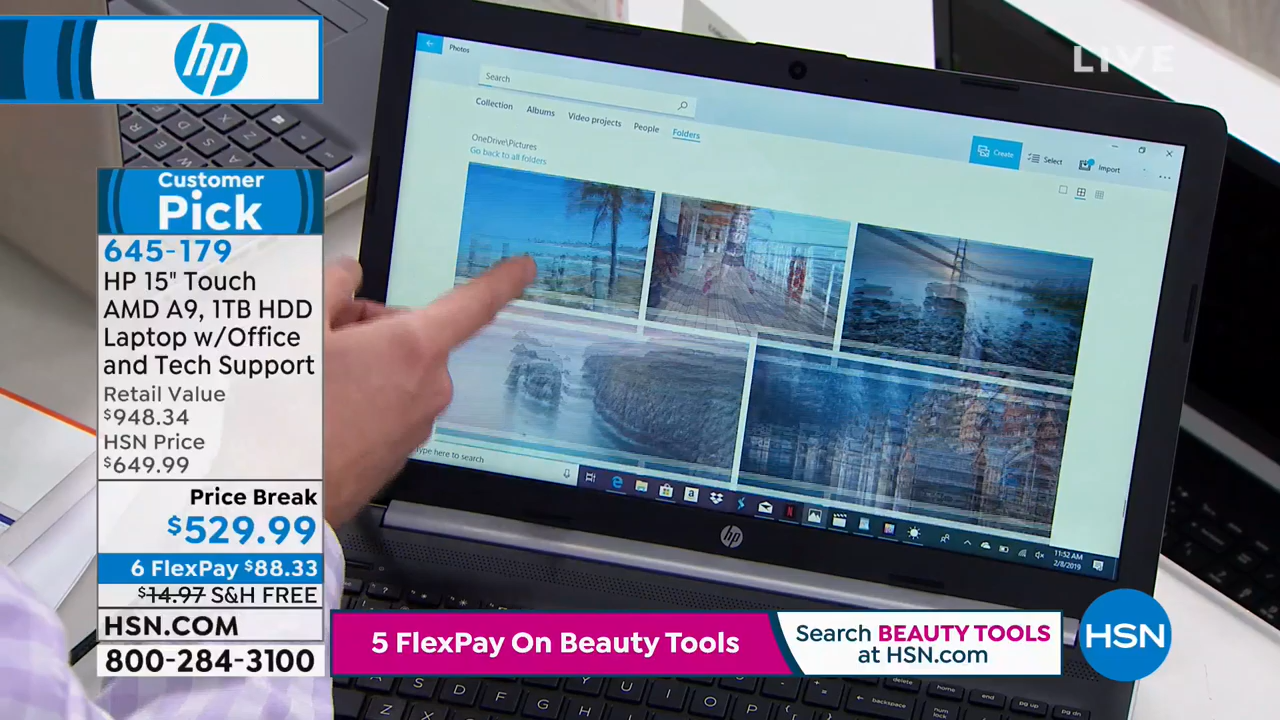 hp
LIVE
Customer
Pick
645-179
HP 15" Touch
AMD A9, 1TB HDD
Laptop w/Office
and Tech Support
Retail Value
$948.34
HSN Price
$649.99
Price Break
$529.99
6 FlexPay $88.33
$14.97 S&H FREE
HSN.COM
800-284-3100
Photos
Search
Collection Albums Video projects People Folders
Create Select Import
OneDrive\Pictures
Go back to all folders
ype here to search
11:52 AM
2/8/2019
hp
5 FlexPay On Beauty Tools
Search BEAUTY TOOLS
at HSN.com
HSN